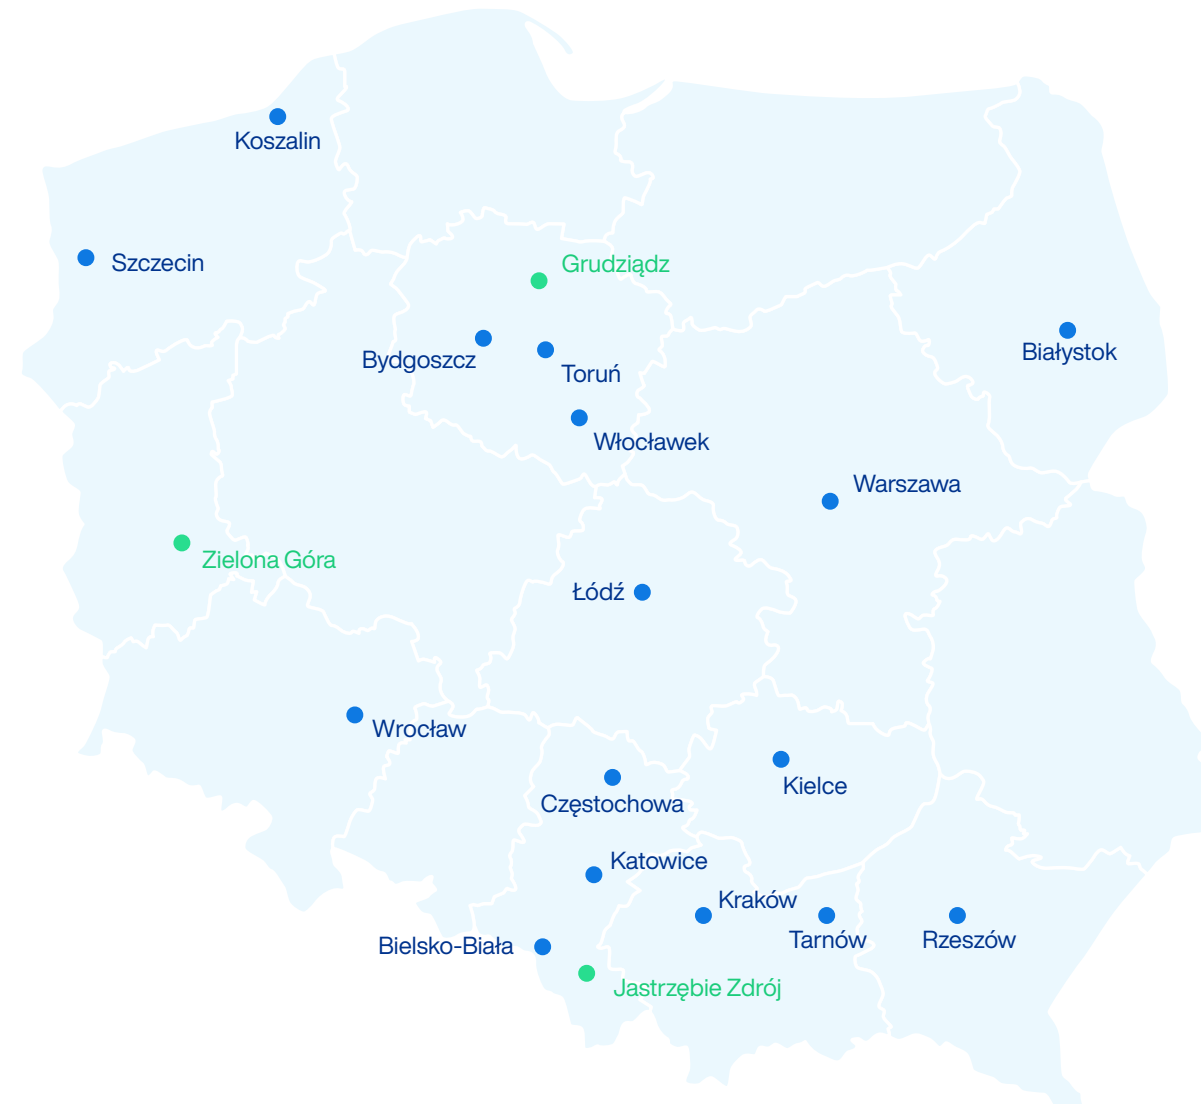 Koszalin
Szczecin
Grudziądz
Białystok
Bydgoszcz
Toruń
Włocławek
Warszawa
Zielona Góra
Łódź
Wrocław
Kielce
Częstochowa
Katowice
Kraków
Tarnów
Rzeszów
Bielsko-Biała
Jastrzębie Zdrój